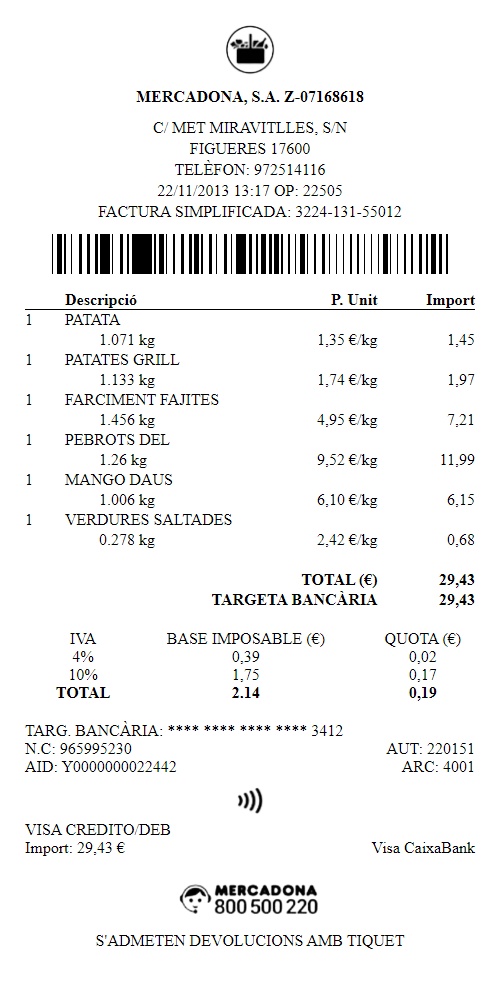 MERCADONA, S.A. Z-07168618
C/ MET MIRAVITLLES, S/N
FIGUERES 17600
TELÈFON: 972514116
22/11/2013 13:17 OP: 22505
FACTURA SIMPLIFICADA: 3224-131-55012
Descripció P. Unit Import
1 PATATA
1.071 kg 1,35 €/kg 1,45
1 PATATES GRILL
1.133 kg 1,74 €/kg 1,97
1 FARCIMENT FAJITES
1.456 kg 4,95 €/kg 7,21
1 PEBROTS DEL
1.26 kg 9,52 €/kg 11,99
1 MANGO DAUS
1.006 kg 6,10 €/kg 6,15
1 VERDURES SALTADES
0.278 kg 2,42 €/kg 0,68
TOTAL (€) 29,43
TARGETA BANCÀRIA 29,43
IVA BASE IMPOSABLE (€) QUOTA (€)
4% 0,39 0,02
10% 1,75 0,17
TOTAL 2.14 0,19
TARG. BANCÀRIA: **** **** **** **** 3412
N.C: 965995230 AUT: 220151
AID: Y0000000022442 ARC: 4001
VISA CREDITO/DEB
Import: 29,43 € Visa CaixaBank
MERCADONA
800 500 220
S'ADMETEN DEVOLUCIONS AMB TIQUET